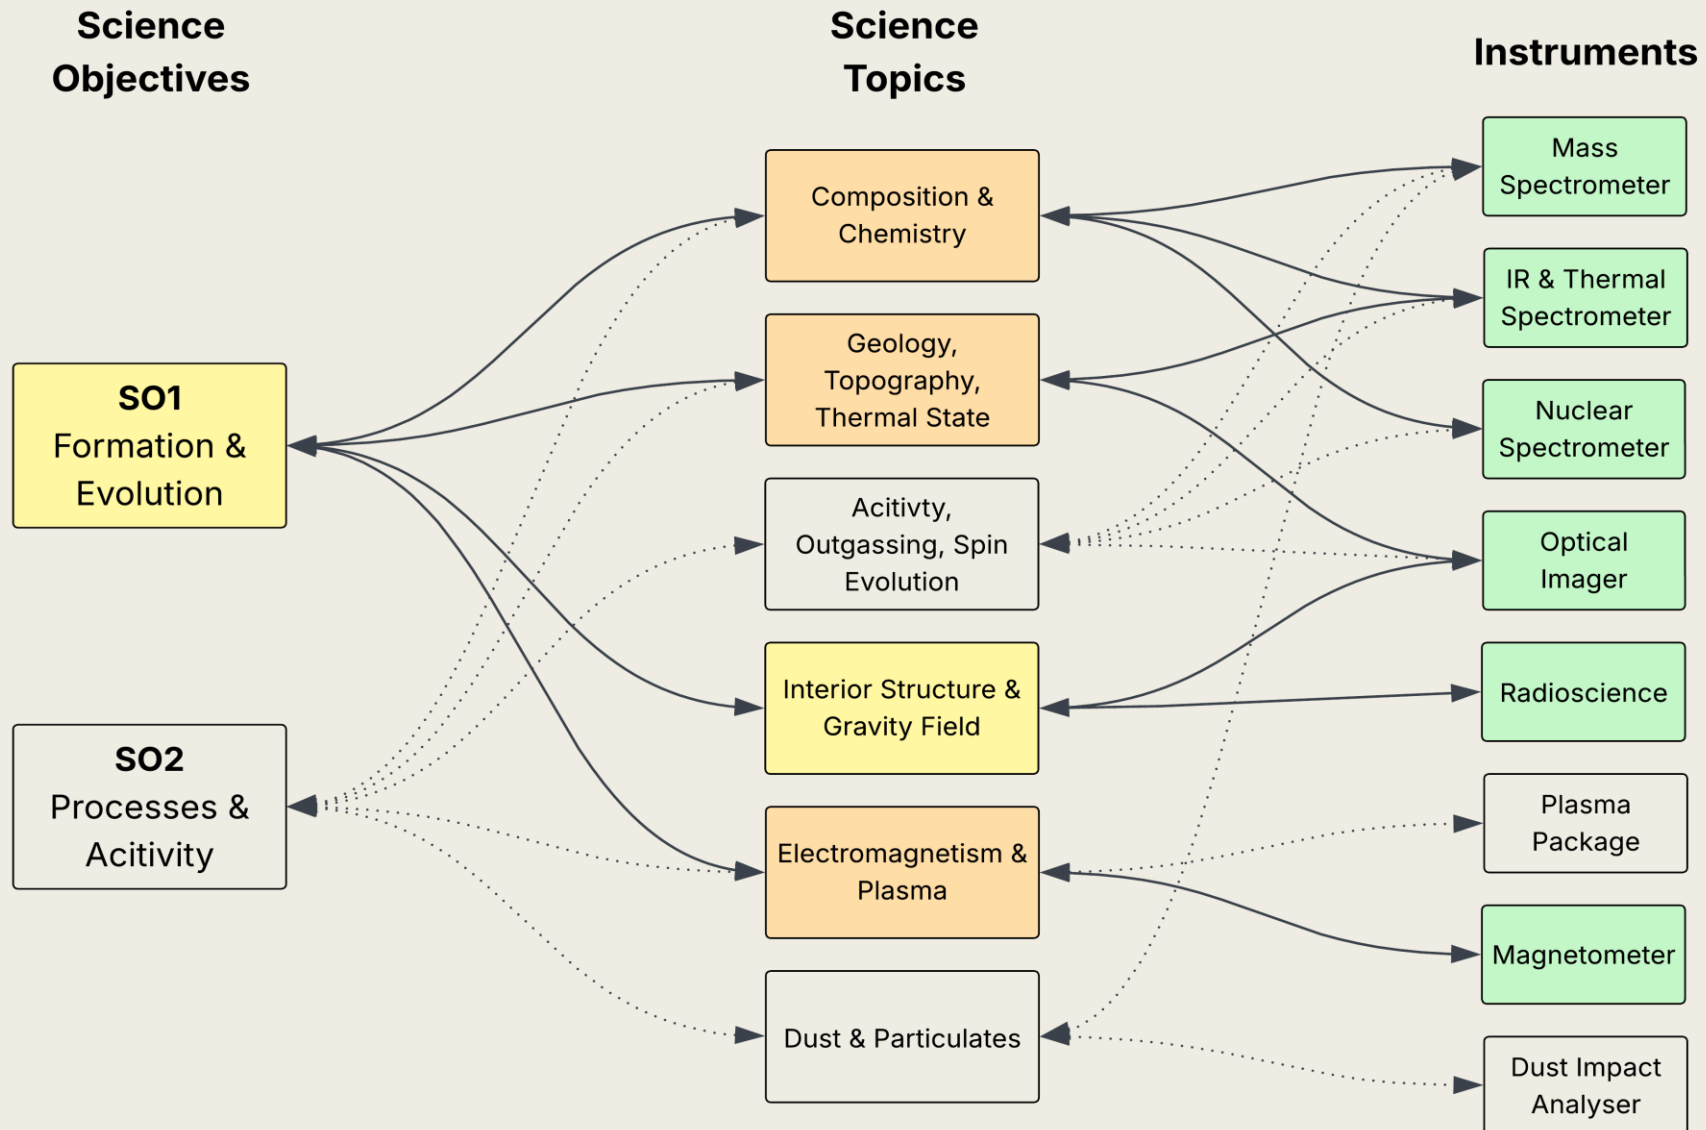 Science
Objectives
Science
Topics
Instruments
SO1
Formation &
Evolution
SO2
Processes &
Acitivity
Composition &
Chemistry
Geology,
Topography,
Thermal State
Acitivty,
Outgassing, Spin
Evolution
Interior Structure &
Gravity Field
Electromagnetism &
Plasma
Dust & Particulates
Mass
Spectrometer
IR & Thermal
Spectrometer
Nuclear
Spectrometer
Optical
Imager
Radioscience
Plasma
Package
Magnetometer
Dust Impact
Analyser